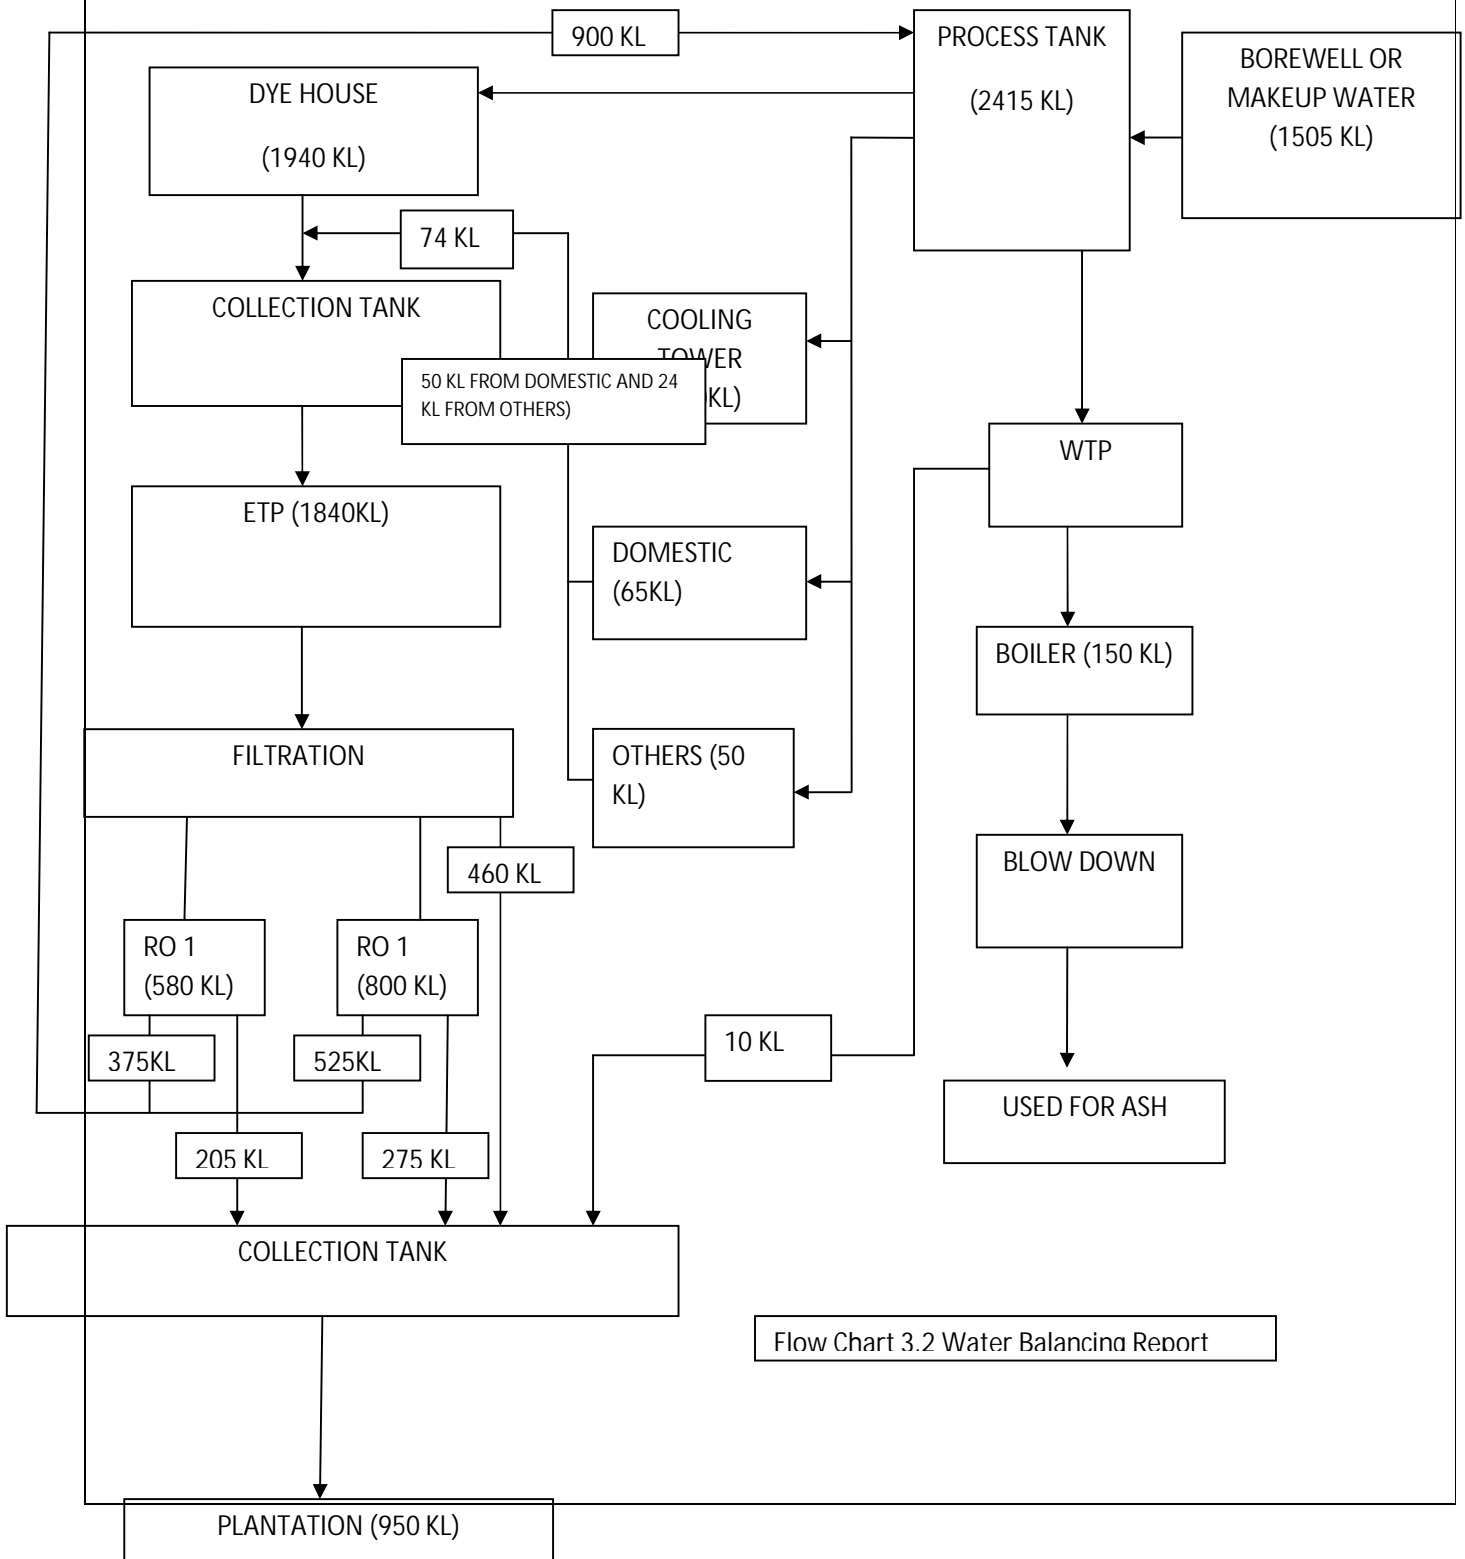 900 KL
PROCESS TANK
(2415 KL)
BOREWELL OR
MAKEUP WATER
(1505 KL)
DYE HOUSE
(1940 KL)
74 KL
COLLECTION TANK
COOLING
TOWER
KL)
50 KL FROM DOMESTIC AND 24
KL FROM OTHERS)
WTP
ETP (1840KL)
DOMESTIC
(65KL)
BOILER (150 KL)
FILTRATION
OTHERS (50
KL)
460 KL
BLOW DOWN
RO 1
(580 KL)
RO 1
(800 KL)
375KL
525KL
10 KL
USED FOR ASH
205 KL
275 KL
COLLECTION TANK
Flow Chart 3.2 Water Balancing Report
PLANTATION (950 KL)